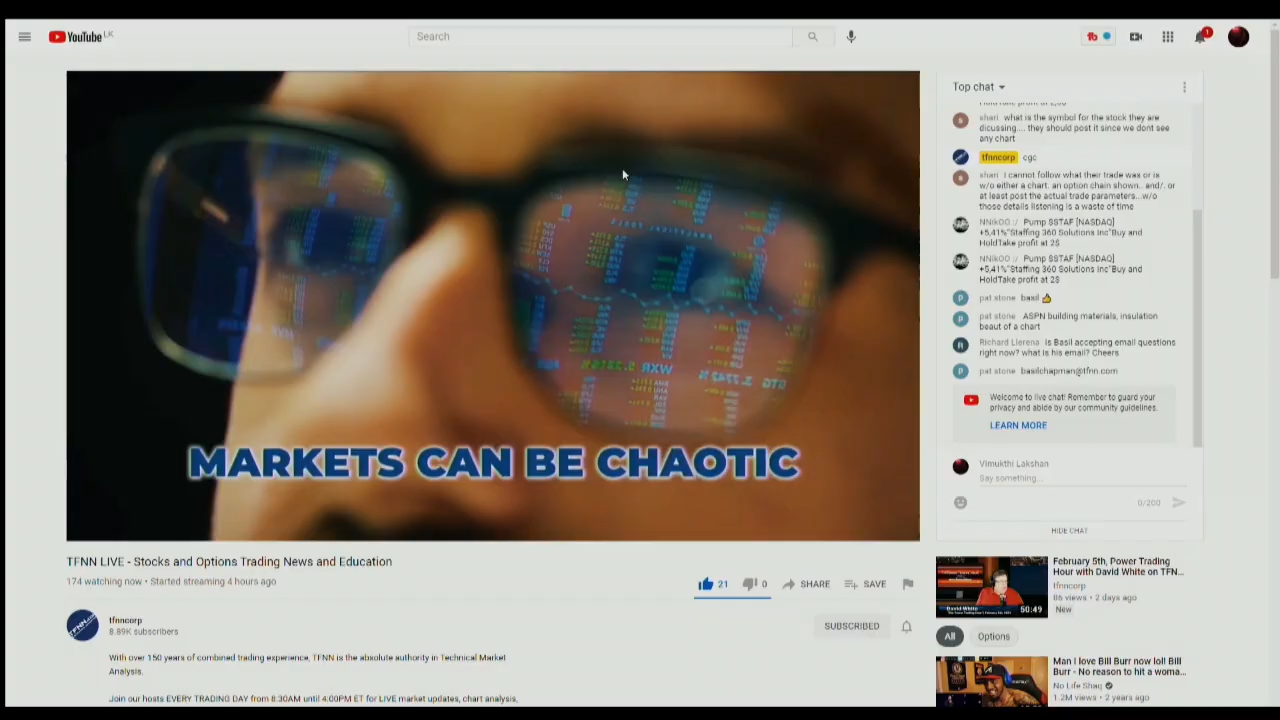 YouTube LK
Search
1
MARKETS CAN BE CHAOTIC
TFNN LIVE - Stocks and Options Trading News and Education
174 watching now • Started streaming 4 hours ago
21
0
SHARE
SAVE
tfnncorp
8.89K subscribers
SUBSCRIBED
With over 150 years of combined trading experience, TFNN is the absolute authority in Technical Market
Analysis.
Join our hosts EVERY TRADING DAY from 8:30AM until 4:00PM ET for LIVE market updates, chart analysis,
Top chat
shari what is the symbol for the stock they are
dicussing.... they should post it since we dont see
any chart
tfnncorp cgc
shari I cannot follow what their trade was or is
w/o either a chart. an option chain shown.. and/. or
at least post the actual trade parameters...w/o
those details listening is a waste of time
NNikOO :/ Pump $STAF [NASDAQ]
+5,41%"Staffing 360 Solutions Inc"Buy and
HoldTake profit at 2$
NNikOO :/ Pump $STAF [NASDAQ]
+5,41%"Staffing 360 Solutions Inc"Buy and
HoldTake profit at 2$
pat stone basil 👍
pat stone ASPN building materials, insulation
beaut of a chart
Richard Llerena Is Basil accepting email questions
right now? what is his email? Cheers
pat stone basilchapman@tfnn.com
Welcome to live chat! Remember to guard your
privacy and abide by our community guidelines.
LEARN MORE
Vimukthi Lakshan
Say something...
0/200
HIDE CHAT
February 5th, Power Trading
Hour with David White on TFN...
tfnncorp
86 views • 2 days ago
New
David White
50:49
All
Options
Man I love Bill Burr now lol! Bill
Burr - No reason to hit a woma...
No Life Shaq
1.2M views • 2 years ago